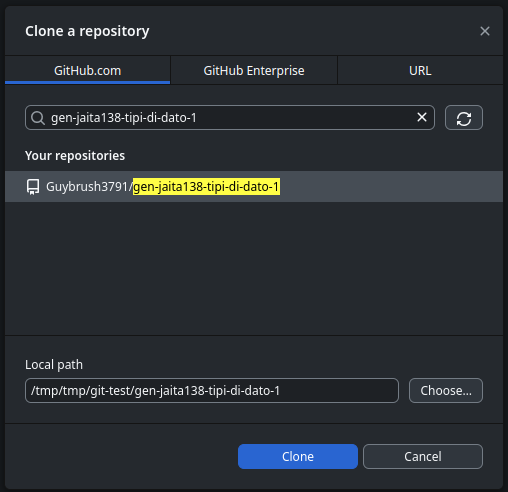 Clone a repository
GitHub.com GitHub Enterprise URL
gen-jaita138-tipi-di-dato-1
Your repositories
Guybrush3791/gen-jaita138-tipi-di-dato-1
Local path
/tmp/tmp/git-test/gen-jaita138-tipi-di-dato-1 Choose...
Clone Cancel